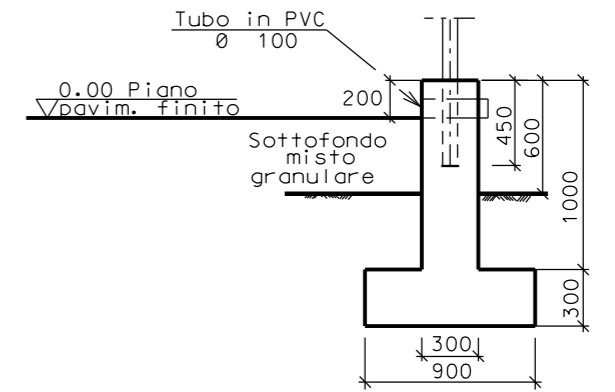 Tubo in PVC
Ø 100
0.00 Piano
pavim. finito
200
Sottofondo
misto
granulare
450
600
1000
300
300
900